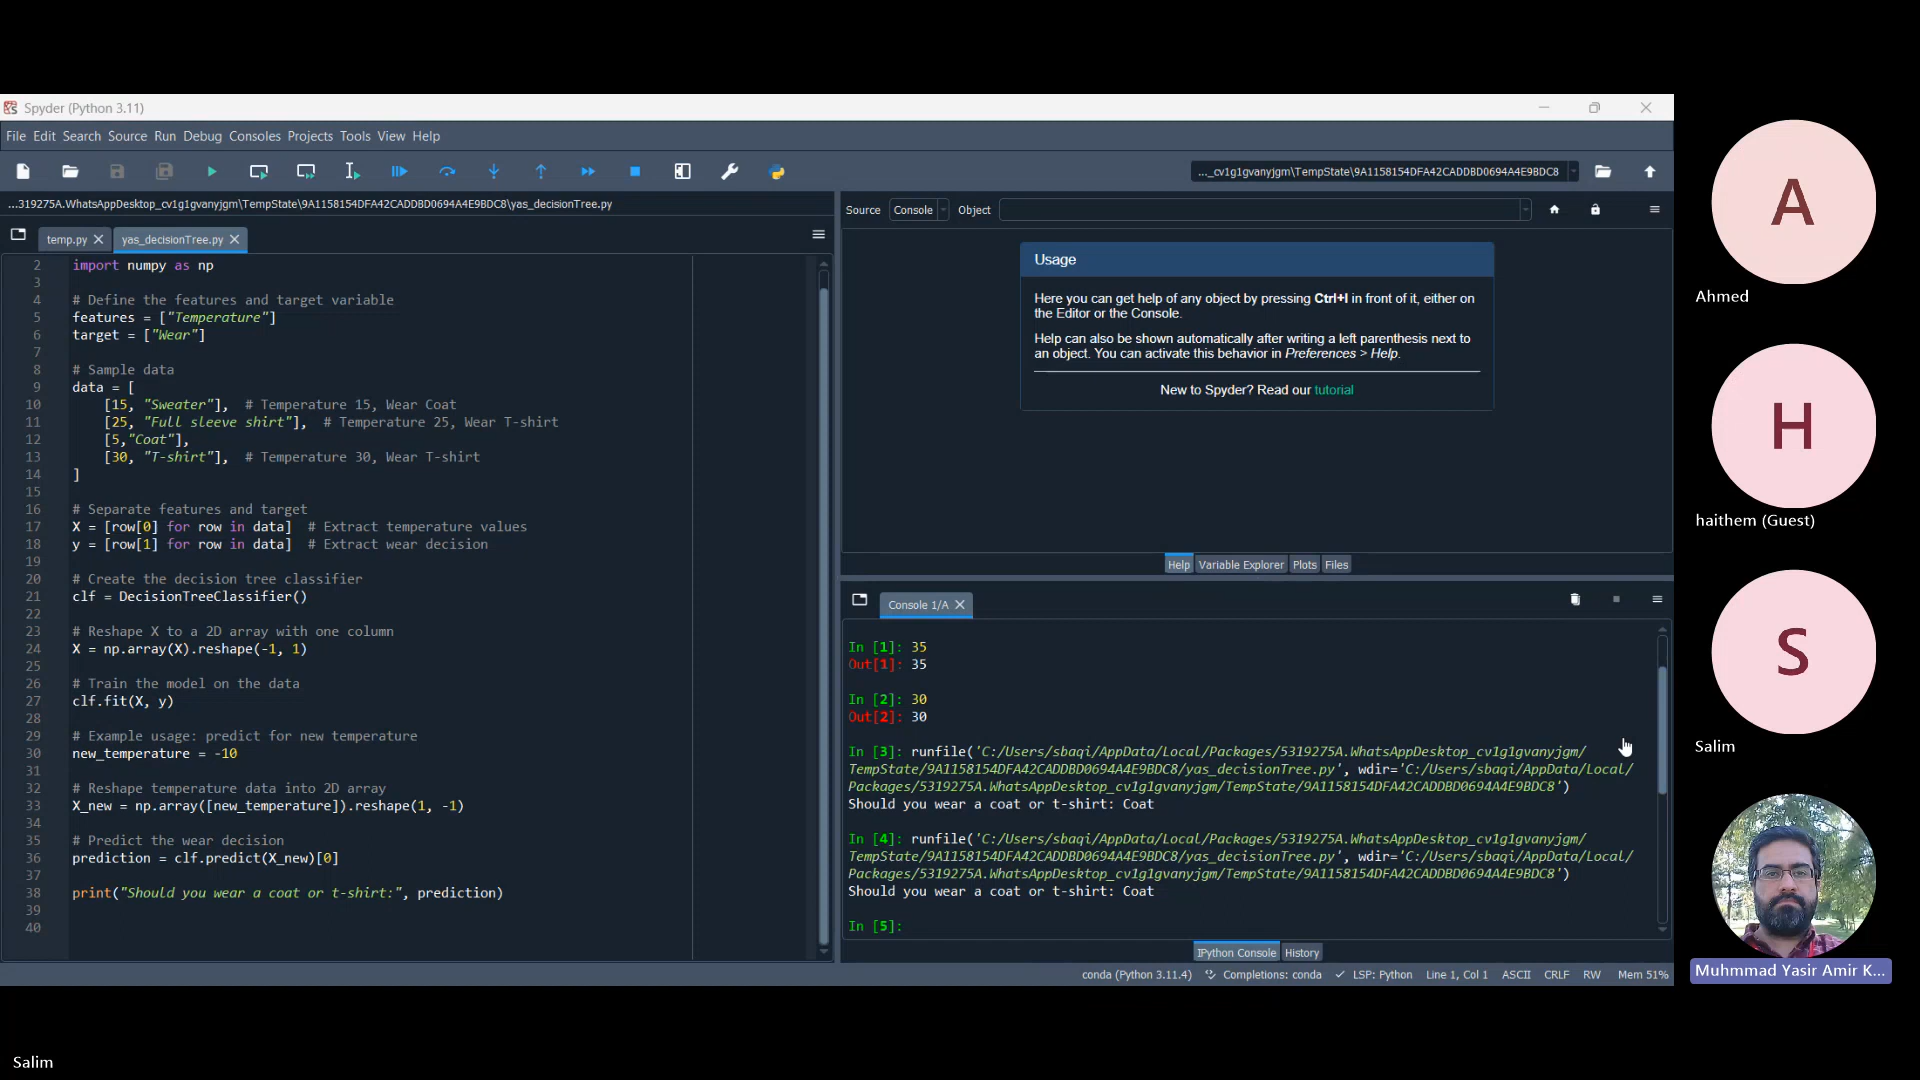 Spyder (Python 3.11)
File Edit Search Source Run Debug Consoles Projects Tools View Help
..._cv1g1gvanyjgm\TempState\9A1158154DFA42CADDBD0694A4E9BDC8
...319275A.WhatsAppDesktop_cv1g1gvanyjgm\TempState\9A1158154DFA42CADDBD0694A4E9BDC8\yas_decisionTree.py
temp.py
yas_decisionTree.py
2 import numpy as np
3
4 # Define the features and target variable
5 features = ["Temperature"]
6 target = ["Wear"]
7
8 # Sample data
9 data = [
10 [15, "Sweater"], # Temperature 15, Wear Coat
11 [25, "Full sleeve shirt"], # Temperature 25, Wear T-shirt
12 [5,"Coat"],
13 [30, "T-shirt"], # Temperature 30, Wear T-shirt
14 ]
15
16 # Separate features and target
17 X = [row[0] for row in data] # Extract temperature values
18 y = [row[1] for row in data] # Extract wear decision
19
20 # Create the decision tree classifier
21 clf = DecisionTreeClassifier()
22
23 # Reshape X to a 2D array with one column
24 X = np.array(X).reshape(-1, 1)
25
26 # Train the model on the data
27 clf.fit(X, y)
28
29 # Example usage: predict for new temperature
30 new_temperature = -10
31
32 # Reshape temperature data into 2D array
33 X_new = np.array([new_temperature]).reshape(1, -1)
34
35 # Predict the wear decision
36 prediction = clf.predict(X_new)[0]
37
38 print("Should you wear a coat or t-shirt:", prediction)
39
40
Source Console Object
Usage
Here you can get help of any object by pressing Ctrl+I in front of it, either on
the Editor or the Console.
Help can also be shown automatically after writing a left parenthesis next to
an object. You can activate this behavior in Preferences > Help.
New to Spyder? Read our tutorial
Help Variable Explorer Plots Files
Console 1/A
In [1]: 35
Out[1]: 35
In [2]: 30
Out[2]: 30
In [3]: runfile('C:/Users/sbaqi/AppData/Local/Packages/5319275A.WhatsAppDesktop_cv1g1gvanyjgm/
TempState/9A1158154DFA42CADDBD0694A4E9BDC8/yas_decisionTree.py', wdir='C:/Users/sbaqi/AppData/Local/
Packages/5319275A.WhatsAppDesktop_cv1g1gvanyjgm/TempState/9A1158154DFA42CADDBD0694A4E9BDC8')
Should you wear a coat or t-shirt: Coat
In [4]: runfile('C:/Users/sbaqi/AppData/Local/Packages/5319275A.WhatsAppDesktop_cv1g1gvanyjgm/
TempState/9A1158154DFA42CADDBD0694A4E9BDC8/yas_decisionTree.py', wdir='C:/Users/sbaqi/AppData/Local/
Packages/5319275A.WhatsAppDesktop_cv1g1gvanyjgm/TempState/9A1158154DFA42CADDBD0694A4E9BDC8')
Should you wear a coat or t-shirt: Coat
In [5]:
IPython Console History
conda (Python 3.11.4) Completions: conda LSP: Python Line 1, Col 1 ASCII CRLF RW Mem 51%
A
Ahmed
H
haithem (Guest)
S
Salim
Muhmmad Yasir Amir K...
Salim